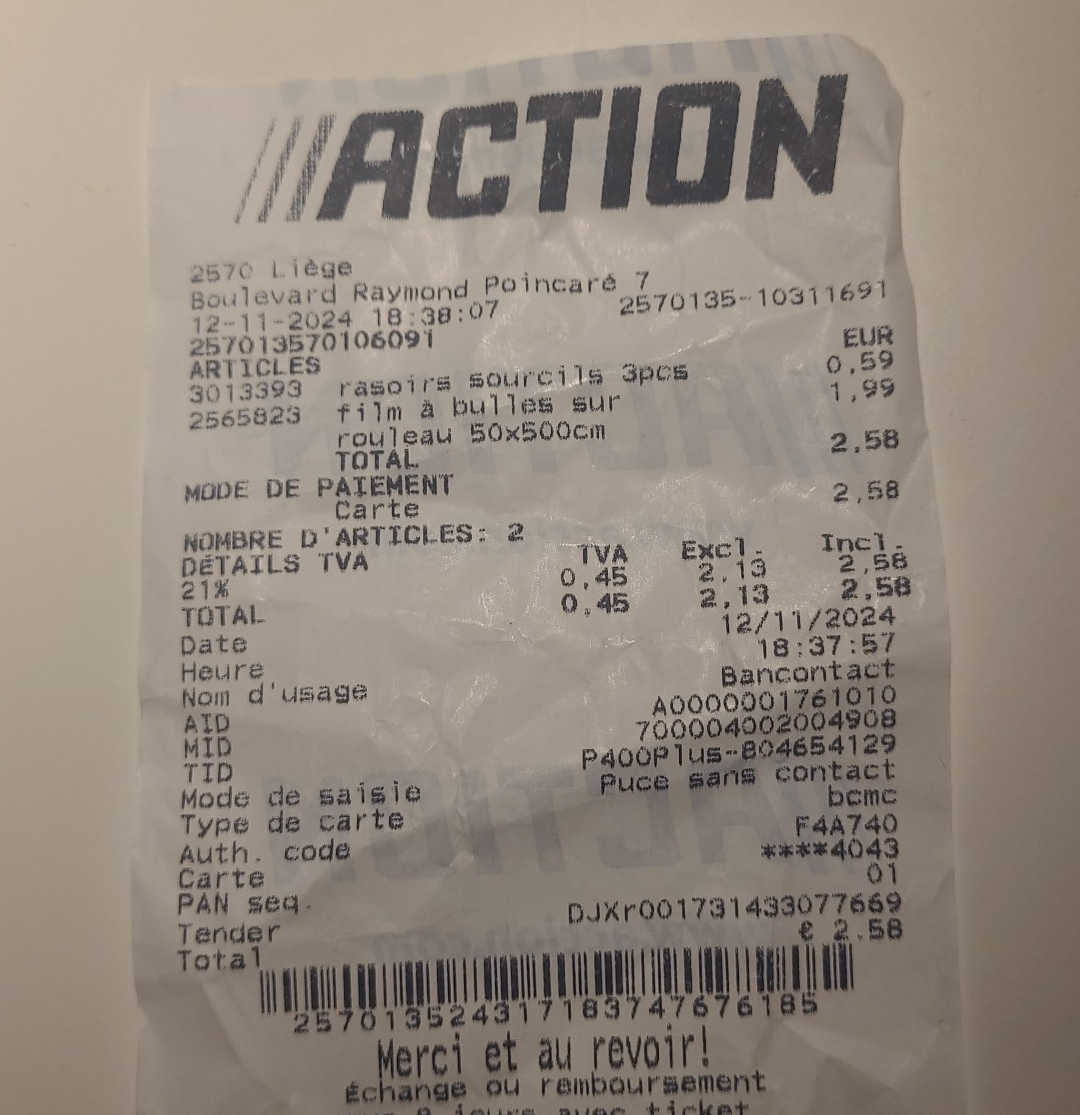 ACTION
2570 Liège
Boulevard Raymond Poincaré 7
12-11-2024 18:38:07 2570135-10311691
257013570106091
ARTICLES EUR
3013393 rasoirs sourcils 3pcs 0,59
2565823 film à bulles sur 1,99
rouleau 50x500cm
TOTAL 2,58
MODE DE PAIEMENT
Carte 2,58
NOMBRE D'ARTICLES: 2
DÉTAILS TVA TVA Excl. Incl.
21% 0,45 2,13 2,58
TOTAL 0,45 2,13 2,58
Date 12/11/2024
Heure 18:37:57
Nom d'usage Bancontact
AID A0000001761010
MID 700004002004908
TID P400Plus-804654129
Mode de saisie Puce sans contact
Type de carte bcmc
Auth. code F4A740
Carte ****4043
PAN seq. 01
Tender DJXr001731433077669
Total € 2.58
257013524317183747676185
Merci et au revoir!
Échange ou remboursement
jours avec ticket